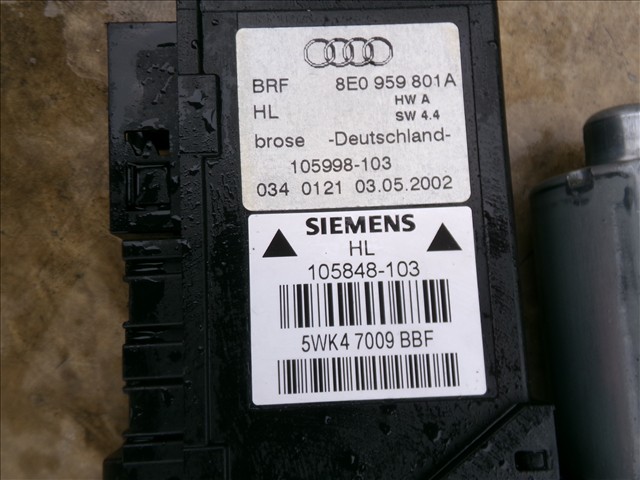 BRF 8E0 959 801A
HL HW A
SW 4.4
brose -Deutschland-
105998-103
034 0121 03.05.2002
SIEMENS
HL
105848-103
5WK4 7009 BBF